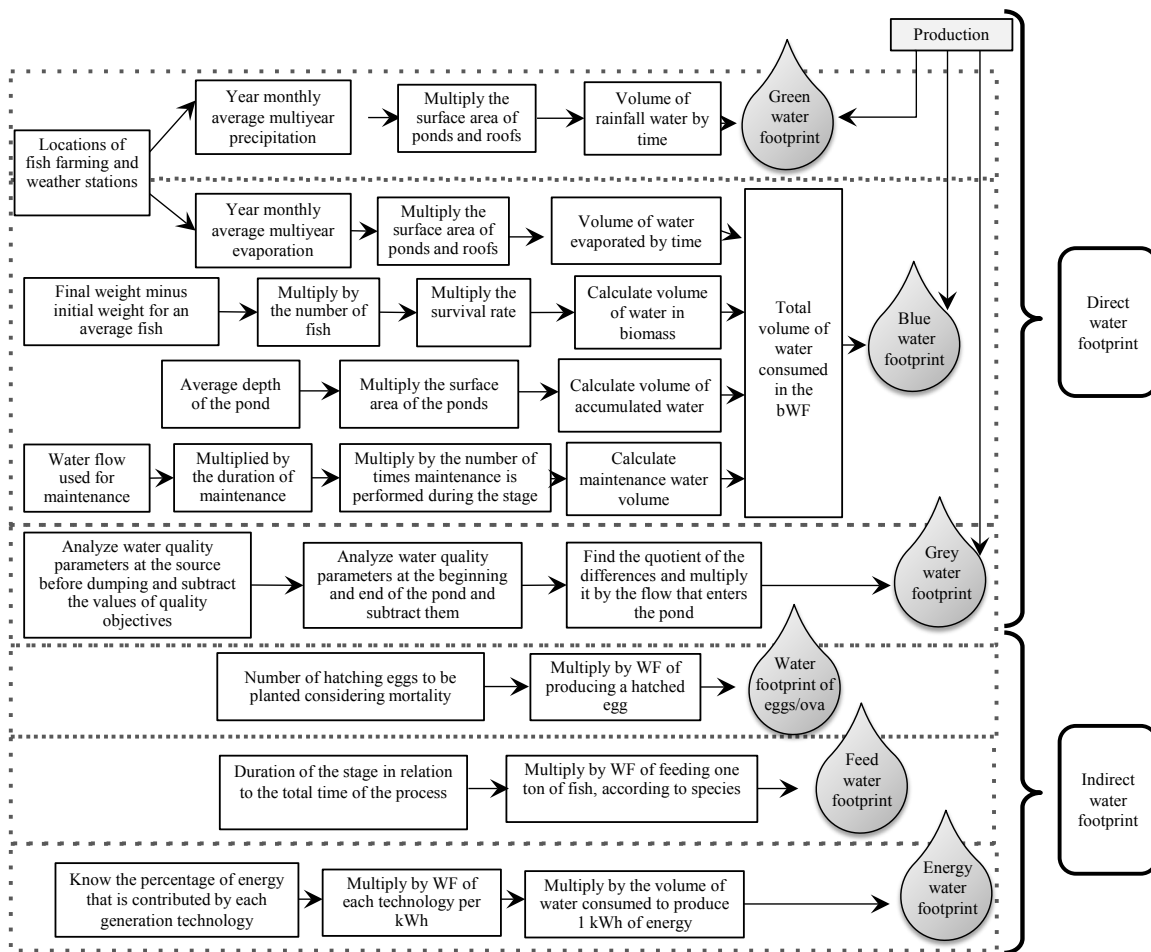 Production
Year monthly
average multiyear
precipitation
Multiply the
surface area
of ponds and roofs
Volume of
rainfall water by
time
Green
water
footprint
Locations of
fish farming and
weather stations
Year monthly
average multiyear
evaporation
Multiply the
surface area of
ponds and roofs
Volume of water
evaporated by time
Final weight minus
initial weight for an
average fish
Multiply by
the number of
fish
Multiply the
survival rate
Calculate volume
of water in
biomass
Average depth
of the pond
Multiply the surface
area of the ponds
Calculate volume of
accumulated water
Water flow
used for
maintenance
Multiplied by
the duration of
maintenance
Multiply by the number of
times maintenance is
performed during the stage
Calculate
maintenance water
volume
Total
volume of
water
consumed
in the
bWF
Blue
water
footprint
Direct
water
footprint
Analyze water quality
parameters at the source
before dumping and subtract
the values of quality
objectives
Analyze water quality
parameters at the beginning
and end of the pond and
subtract them
Find the quotient of the
differences and multiply
it by the flow that enters
the pond
Grey
water
footprint
Number of hatching eggs to be
planted considering mortality
Multiply by WF of
producing a hatched
egg
Water
footprint of
eggs/ova
Duration of the stage in relation
to the total time of the process
Multiply by WF of feeding one
ton of fish, according to species
Feed
water
footprint
Indirect
water
footprint
Know the percentage of energy
that is contributed by each
generation technology
Multiply by WF of
each technology per
kWh
Multiply by the volume of
water consumed to produce
1 kWh of energy
Energy
water
footprint